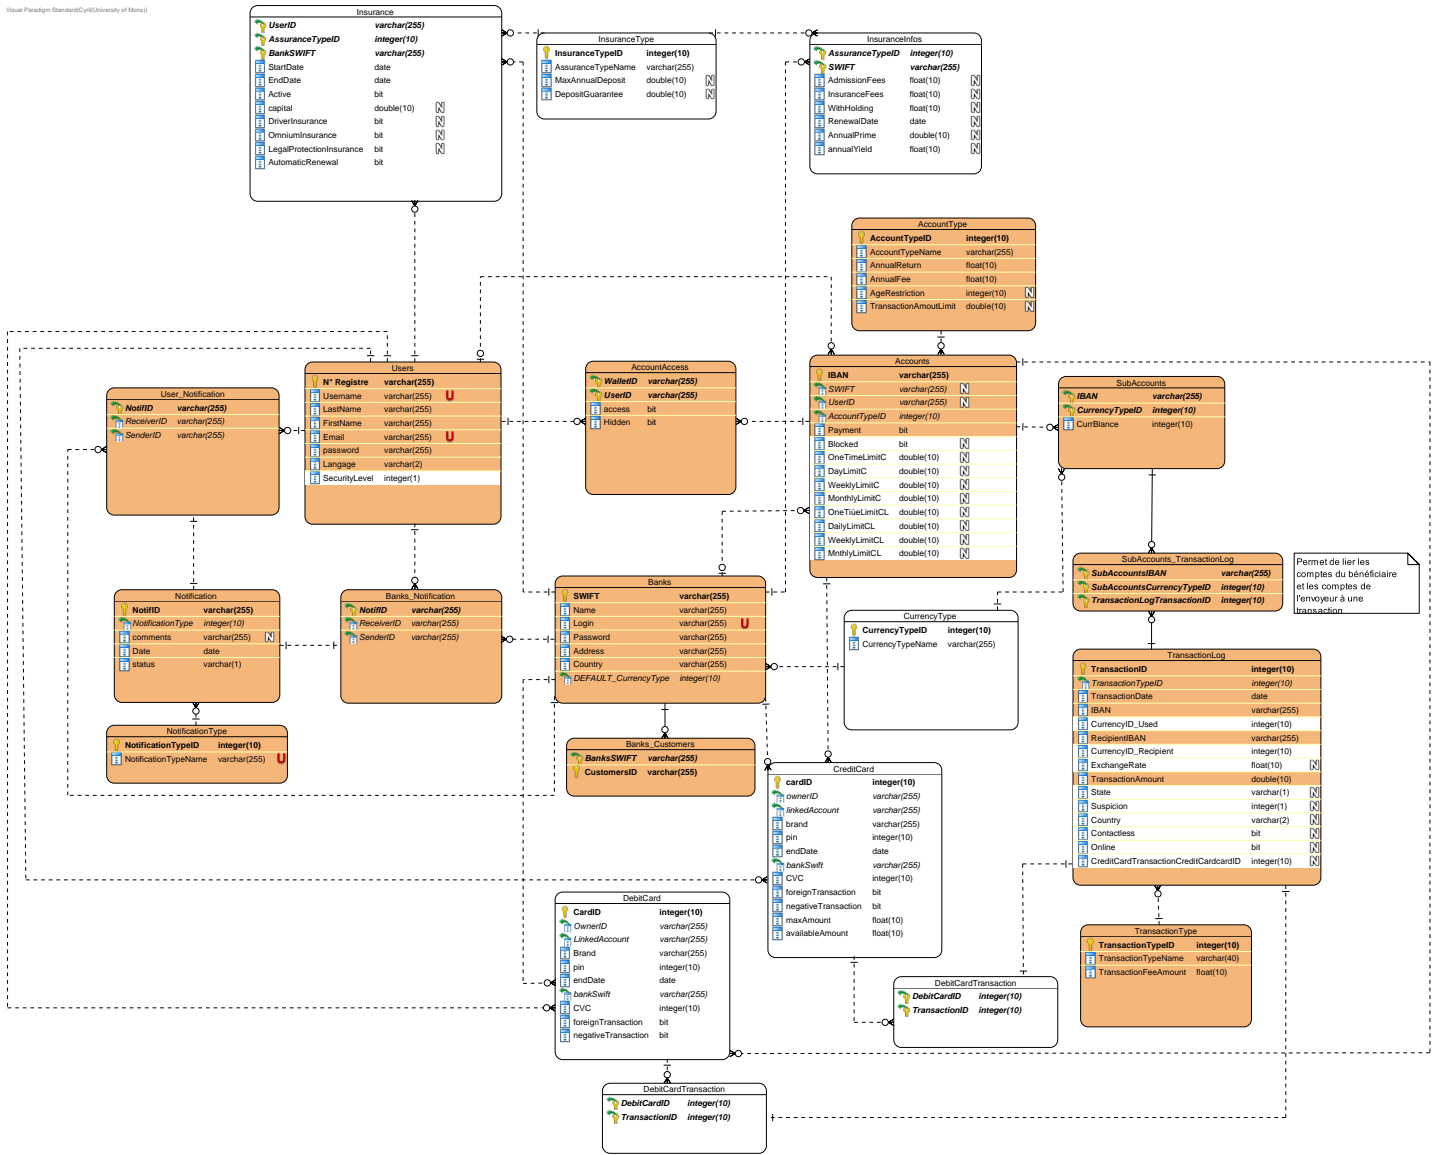 Visual Paradigm Standard(Cyril(University of Mons))
Insurance
UserID varchar(255)
AssuranceTypeID integer(10)
BankSWIFT varchar(255)
StartDate date
EndDate date
Active bit
capital double(10) N
DriverInsurance bit N
OmniumInsurance bit N
LegalProtectionInsurance bit N
AutomaticRenewal bit
InsuranceType
InsuranceTypeID integer(10)
AssuranceTypeName varchar(255)
MaxAnnualDeposit double(10) N
DepositGuarantee double(10) N
InsuranceInfos
AssuranceTypeID integer(10)
SWIFT varchar(255)
AdmissionFees float(10) N
InsuranceFees float(10) N
WithHolding float(10) N
RenewalDate date N
AnnualPrime double(10) N
annualYield float(10) N
AccountType
AccountTypeID integer(10)
AccountTypeName varchar(255)
AnnualReturn float(10)
AnnualFee float(10)
AgeRestriction integer(10) N
TransactionAmoutLimit double(10) N
Users
N° Registre varchar(255)
Username varchar(255) U
LastName varchar(255)
FirstName varchar(255)
Email varchar(255) U
password varchar(255)
Langage varchar(2)
SecurityLevel integer(1)
AccountAccess
WalletID varchar(255)
UserID varchar(255)
access bit
Hidden bit
Accounts
IBAN varchar(255)
SWIFT varchar(255) N
UserID varchar(255) N
AccountTypeID integer(10)
Payment bit
Blocked bit N
OneTimeLimitC double(10) N
DayLimitC double(10) N
WeeklyLimitC double(10) N
MonthlyLimitC double(10) N
OneTiùeLimitCL double(10) N
DailyLimitCL double(10) N
WeeklyLimitCL double(10) N
MnthlyLimitCL double(10) N
SubAccounts
IBAN varchar(255)
CurrencyTypeID integer(10)
CurrBlance integer(10)
User_Notification
NotifID varchar(255)
ReceiverID varchar(255)
SenderID varchar(255)
SubAccounts_TransactionLog
SubAccountsIBAN varchar(255)
SubAccountsCurrencyTypeID integer(10)
TransactionLogTransactionID integer(10)
Permet de lier les
comptes du bénéficiaire
et les comptes de
l'envoyeur à une
transaction
Notification
NotifID varchar(255)
NotificationType integer(10)
comments varchar(255) N
Date date
status varchar(1)
Banks_Notification
NotifID varchar(255)
ReceiverID varchar(255)
SenderID varchar(255)
Banks
SWIFT varchar(255)
Name varchar(255)
Login varchar(255) U
Password varchar(255)
Address varchar(255)
Country varchar(255)
DEFAULT_CurrencyType integer(10)
CurrencyType
CurrencyTypeID integer(10)
CurrencyTypeName varchar(255)
TransactionLog
TransactionID integer(10)
TransactionTypeID integer(10)
TransactionDate date
IBAN varchar(255)
CurrencyID_Used integer(10)
RecipientIBAN varchar(255)
CurrencyID_Recipient integer(10)
ExchangeRate float(10) N
TransactionAmount double(10)
State varchar(1) N
Suspicion integer(1) N
Country varchar(2) N
Contactless bit N
Online bit N
CreditCardTransactionCreditCardcardID integer(10) N
NotificationType
NotificationTypeID integer(10)
NotificationTypeName varchar(255) U
Banks_Customers
BanksSWIFT varchar(255)
CustomersID varchar(255)
CreditCard
cardID integer(10)
ownerID varchar(255)
linkedAccount varchar(255)
brand varchar(255)
pin integer(10)
endDate date
bankSwift varchar(255)
CVC integer(10)
foreignTransaction bit
negativeTransaction bit
maxAmount float(10)
availableAmount float(10)
DebitCard
CardID integer(10)
OwnerID varchar(255)
LinkedAccount varchar(255)
Brand varchar(255)
pin integer(10)
endDate date
bankSwift varchar(255)
CVC integer(10)
foreignTransaction bit
negativeTransaction bit
TransactionType
TransactionTypeID integer(10)
TransactionTypeName varchar(40)
TransactionFeeAmount float(10)
DebitCardTransaction
DebitCardID integer(10)
TransactionID integer(10)
DebitCardTransaction
DebitCardID integer(10)
TransactionID integer(10)